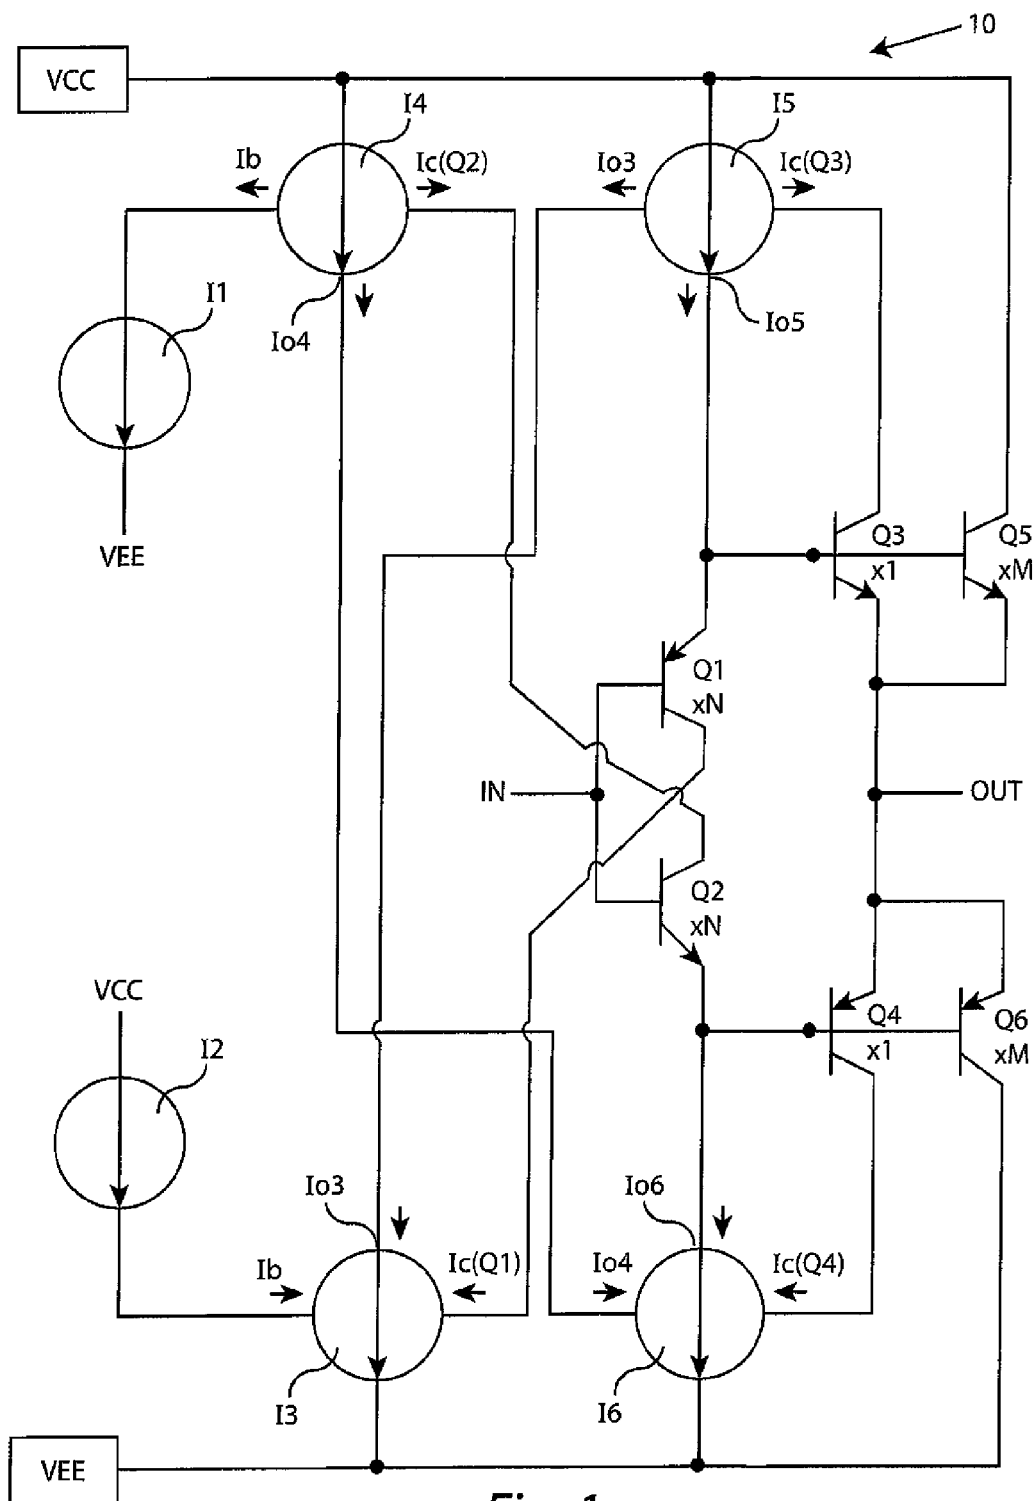 10
VCC
I4
I5
Ib
Ic(Q2)
Io3
Ic(Q3)
I1
Io4
Io5
VEE
Q3
x1
Q5
xM
Q1
xN
IN
OUT
Q2
xN
VCC
Q4
x1
Q6
xM
I2
Io3
Io6
Ib
Ic(Q1)
Io4
Ic(Q4)
I3
I6
VEE